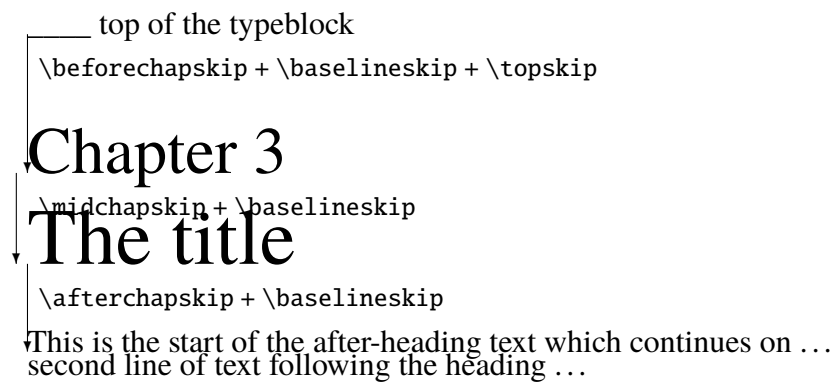 ____ top of the typeblock
\beforechapskip + \baselineskip + \topskip
Chapter 3
\midchapskip + \baselineskip
The title
\afterchapskip + \baselineskip
This is the start of the after-heading text which continues on …
second line of text following the heading …